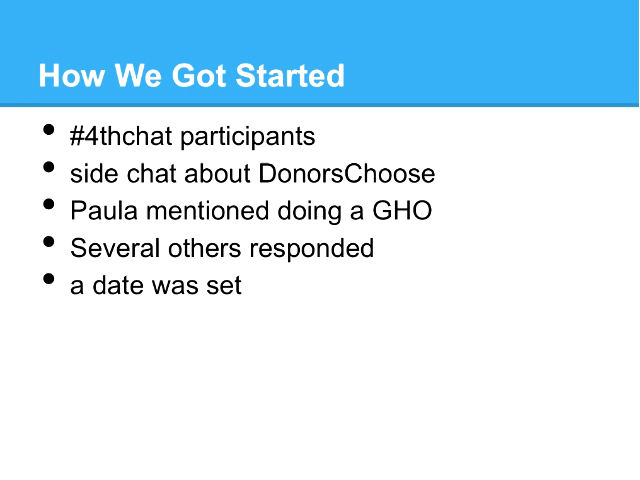 How We Got Started
• #4thchat participants
• side chat about DonorsChoose
• Paula mentioned doing a GHO
• Several others responded
• a date was set